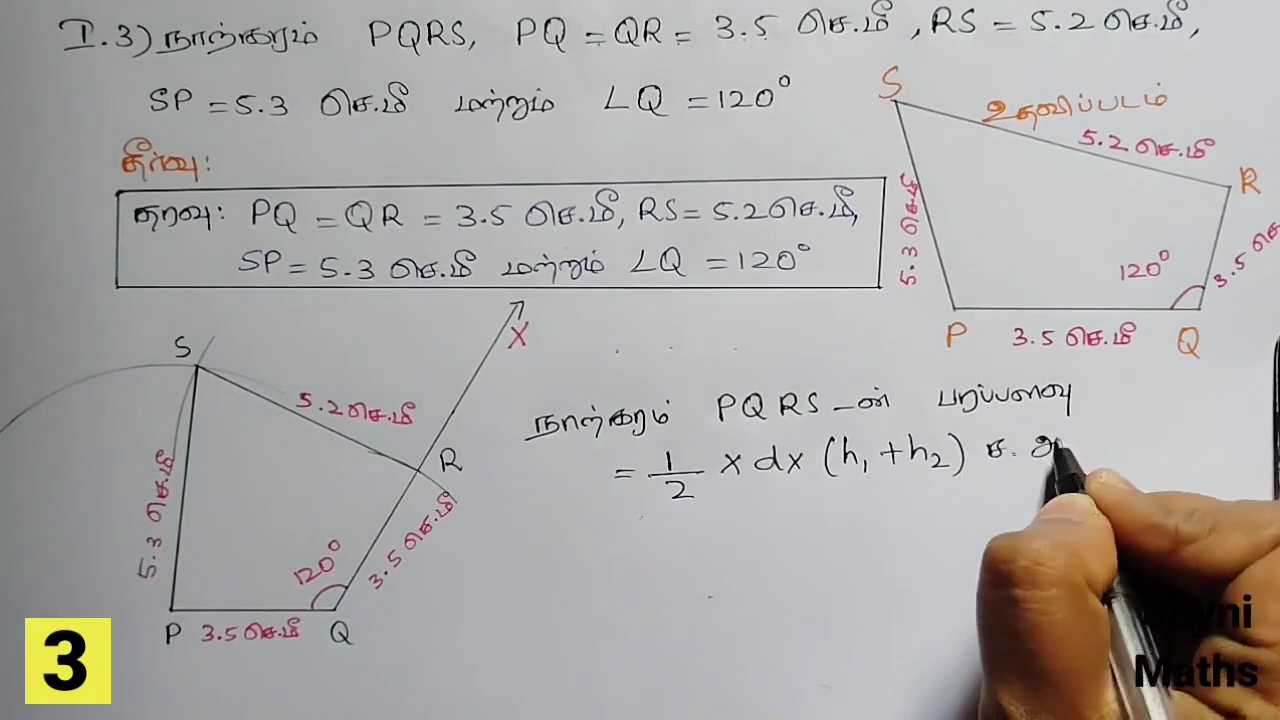 I.3) நாற்கரம் PQRS, PQ = QR = 3.5 செ.மீ, RS = 5.2 செ.மீ,
SP = 5.3 செ.மீ மற்றும் ∠Q = 120°
தீர்வு:
தரவு: PQ = QR = 3.5 செ.மீ, RS = 5.2 செ.மீ,
SP = 5.3 செ.மீ மற்றும் ∠Q = 120°
S
உதவிப்படம்
5.2 செ.மீ
R
5.3 செ.மீ
120°
3.5 செ
P 3.5 செ.மீ Q
X
S
5.2 செ.மீ
R
5.3 செ.மீ
120°
3.5 செ.மீ
P 3.5 செ.மீ Q
நாற்கரம் PQRS -ன் பரப்பளவு
= 1/2 × d × (h₁ + h₂) ச. அ
3
Maths